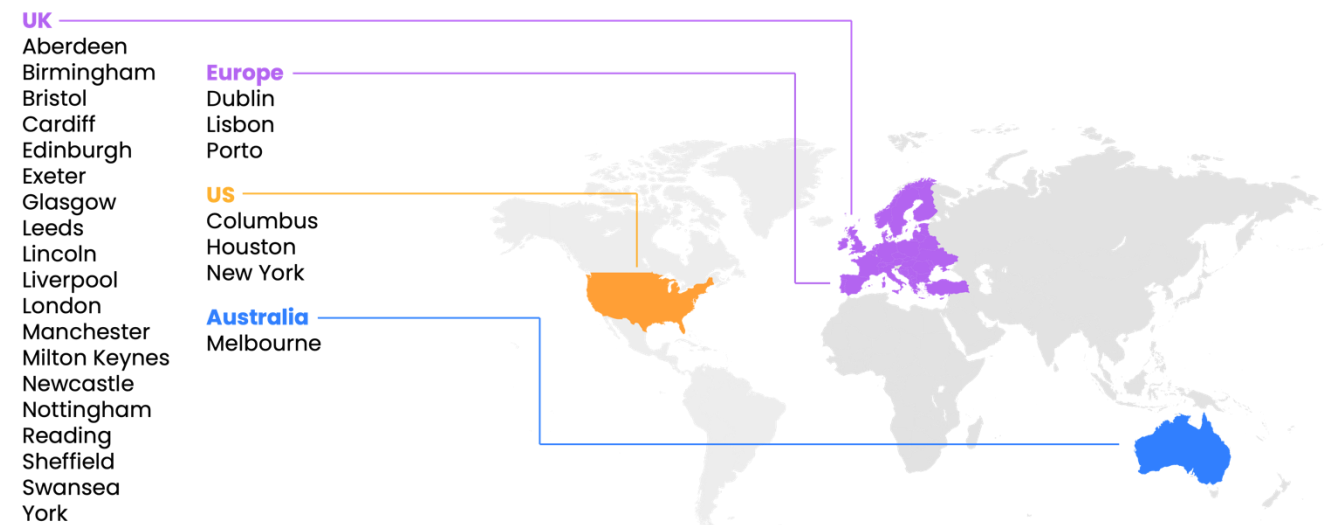 UK
Aberdeen
Birmingham
Bristol
Cardiff
Edinburgh
Exeter
Glasgow
Leeds
Lincoln
Liverpool
London
Manchester
Milton Keynes
Newcastle
Nottingham
Reading
Sheffield
Swansea
York
Europe
Dublin
Lisbon
Porto
US
Columbus
Houston
New York
Australia
Melbourne